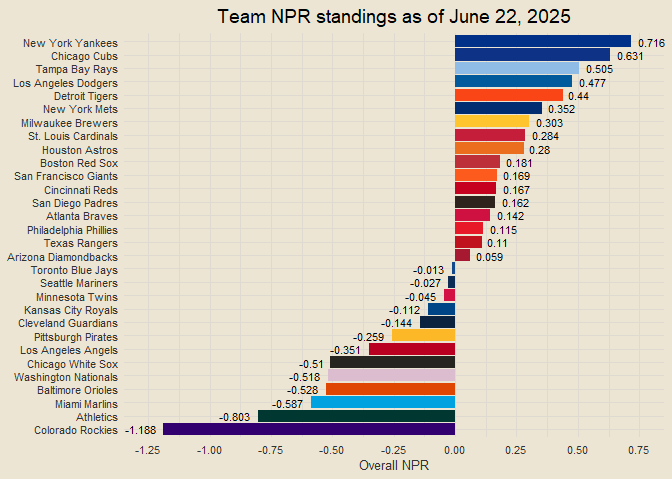 Team NPR standings as of June 22, 2025
New York Yankees 0.716
Chicago Cubs 0.631
Tampa Bay Rays 0.505
Los Angeles Dodgers 0.477
Detroit Tigers 0.44
New York Mets 0.352
Milwaukee Brewers 0.303
St. Louis Cardinals 0.284
Houston Astros 0.28
Boston Red Sox 0.181
San Francisco Giants 0.169
Cincinnati Reds 0.167
San Diego Padres 0.162
Atlanta Braves 0.142
Philadelphia Phillies 0.115
Texas Rangers 0.11
Arizona Diamondbacks 0.059
Toronto Blue Jays -0.013
Seattle Mariners -0.027
Minnesota Twins -0.045
Kansas City Royals -0.112
Cleveland Guardians -0.144
Pittsburgh Pirates -0.259
Los Angeles Angels -0.351
Chicago White Sox -0.51
Washington Nationals -0.518
Baltimore Orioles -0.528
Miami Marlins -0.587
Athletics -0.803
Colorado Rockies -1.188
-1.25 -1.00 -0.75 -0.50 -0.25 0.00 0.25 0.50 0.75
Overall NPR